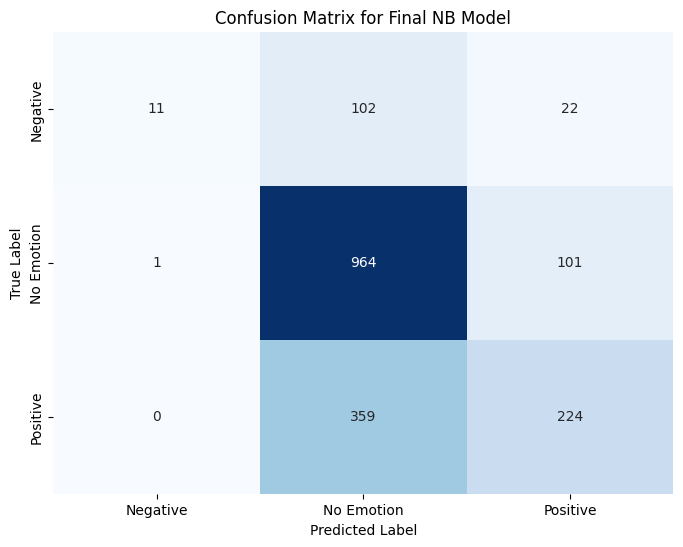 Confusion Matrix for Final NB Model
True Label
Negative
11 102 22
No Emotion
1 964 101
Positive
0 359 224
Negative No Emotion Positive
Predicted Label